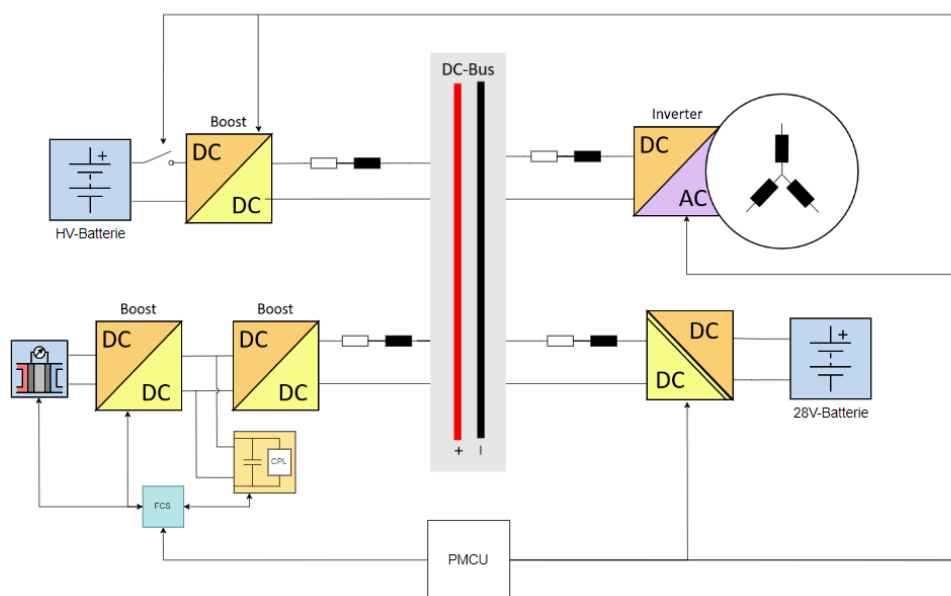 DC-Bus
Boost
Inverter
DC
DC
DC
AC
+
HV-Batterie
Boost
Boost
DC
DC
DC
DC
DC
DC
+
28V-Batterie
CPL
FCS
+ I
PMCU